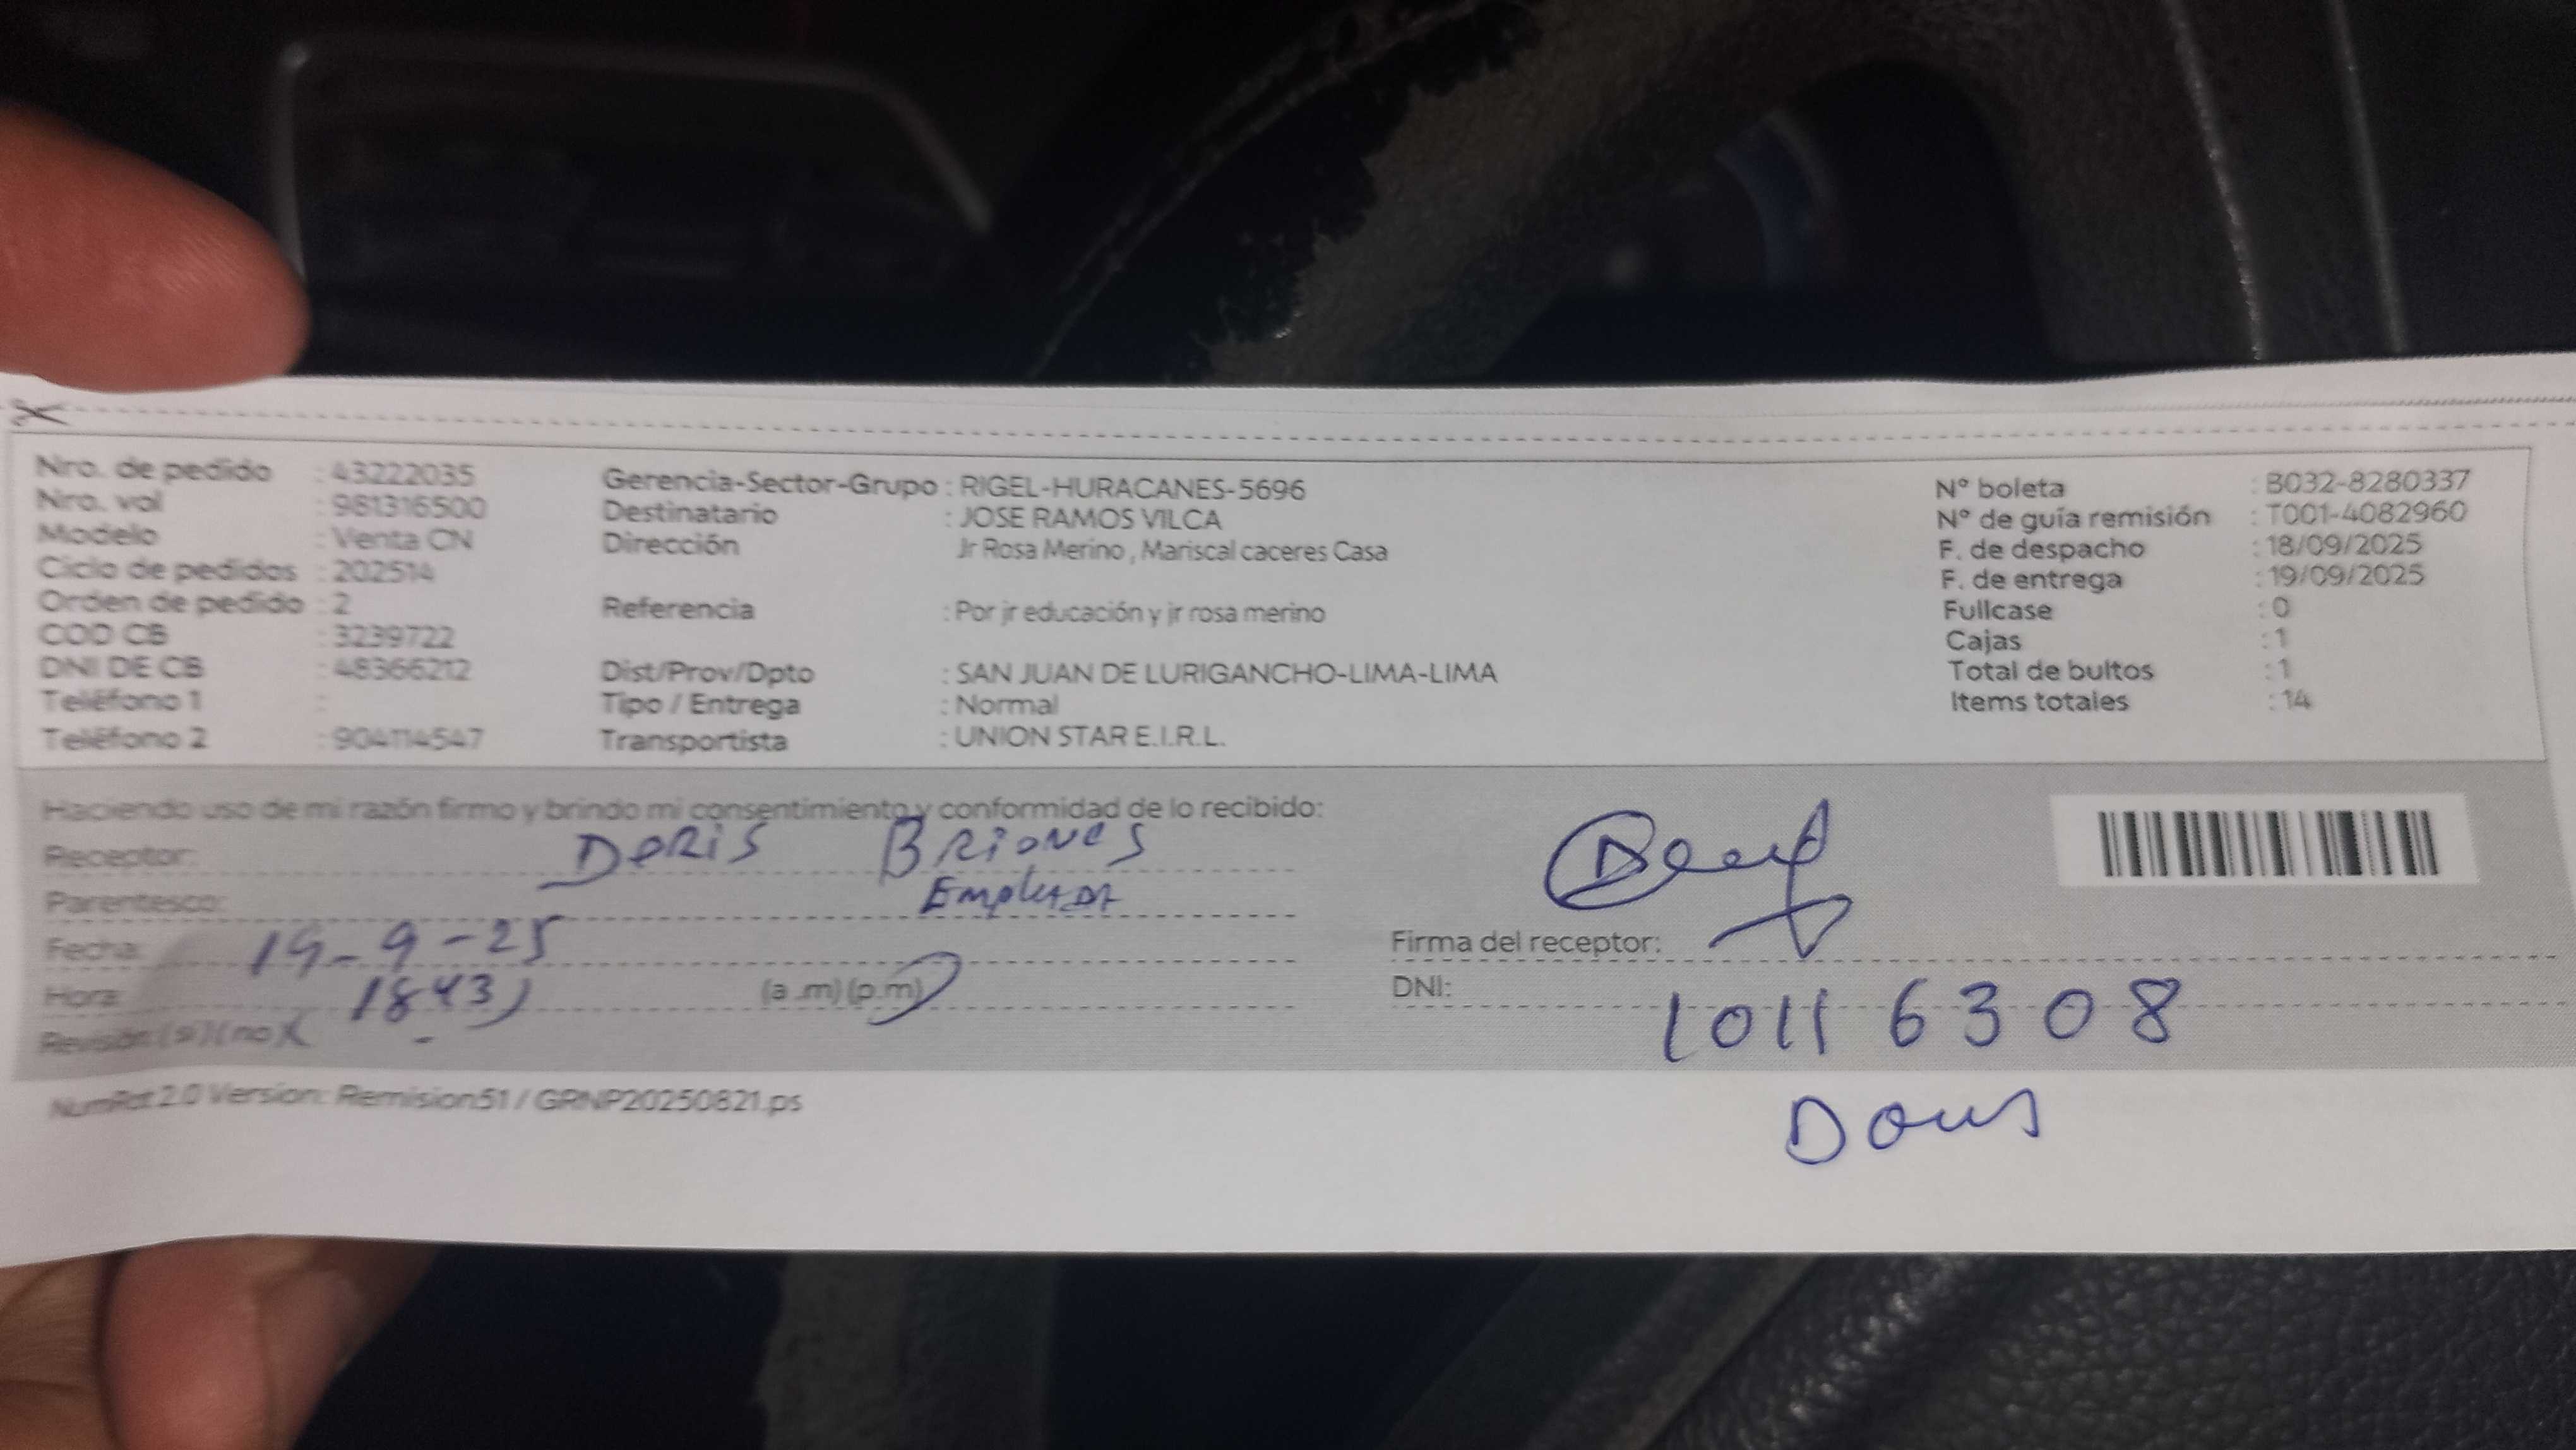 Nro. de pedido : 43222035
Nro. val : 981316500
Modelo : Venta CN
Ciclo de pedidos : 202514
Orden de pedido : 2
COD CB : 3239722
DNI DE CB : 48366212
Teléfono 1 :
Teléfono 2 : 904114547
Gerencia-Sector-Grupo : RIGEL-HURACANES-5696
Destinatario : JOSE RAMOS VILCA
Dirección Jr Rosa Merino , Mariscal caceres Casa
Referencia : Por jr educación y jr rosa merino
Dist/Prov/Dpto : SAN JUAN DE LURIGANCHO-LIMA-LIMA
Tipo / Entrega : Normal
Transportista : UNION STAR E.I.R.L.
N° boleta : B032-8280337
N° de guía remisión : T001-4082960
F. de despacho : 18/09/2025
F. de entrega : 19/09/2025
Fullcase : 0
Cajas : 1
Total de bultos : 1
Items totales : 14
Haciendo uso de mi razón firmo y brindo mi consentimiento y conformidad de lo recibido:
Receptor: DORIS BRIONES
Parentesco:
Fecha: 19-9-25
Hora: (a .m) (p.m)
Revisión: (si) (no)
Firma del receptor:
DNI: 10116308
Doris
NumRot 2.0 Version: Remision51 / GRNP20250821.ps